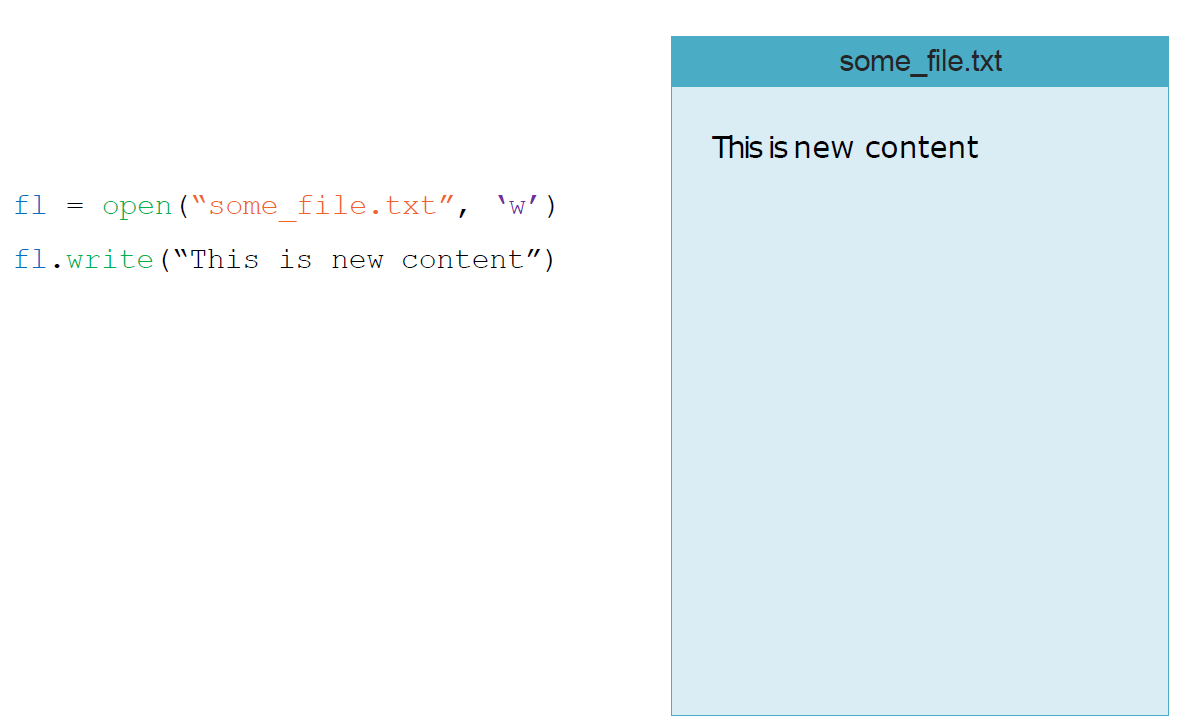 some_file.txt
This is new content
fl = open(“some_file.txt”, ‘w’)
fl.write(“This is new content”)